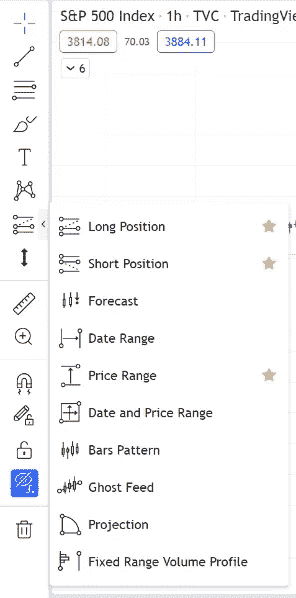 S&P 500 Index · 1h · TVC · TradingVie
3814.08 70.03 3884.11
6
T
Long Position
Short Position
Forecast
Date Range
Price Range
Date and Price Range
Bars Pattern
Ghost Feed
Projection
Fixed Range Volume Profile